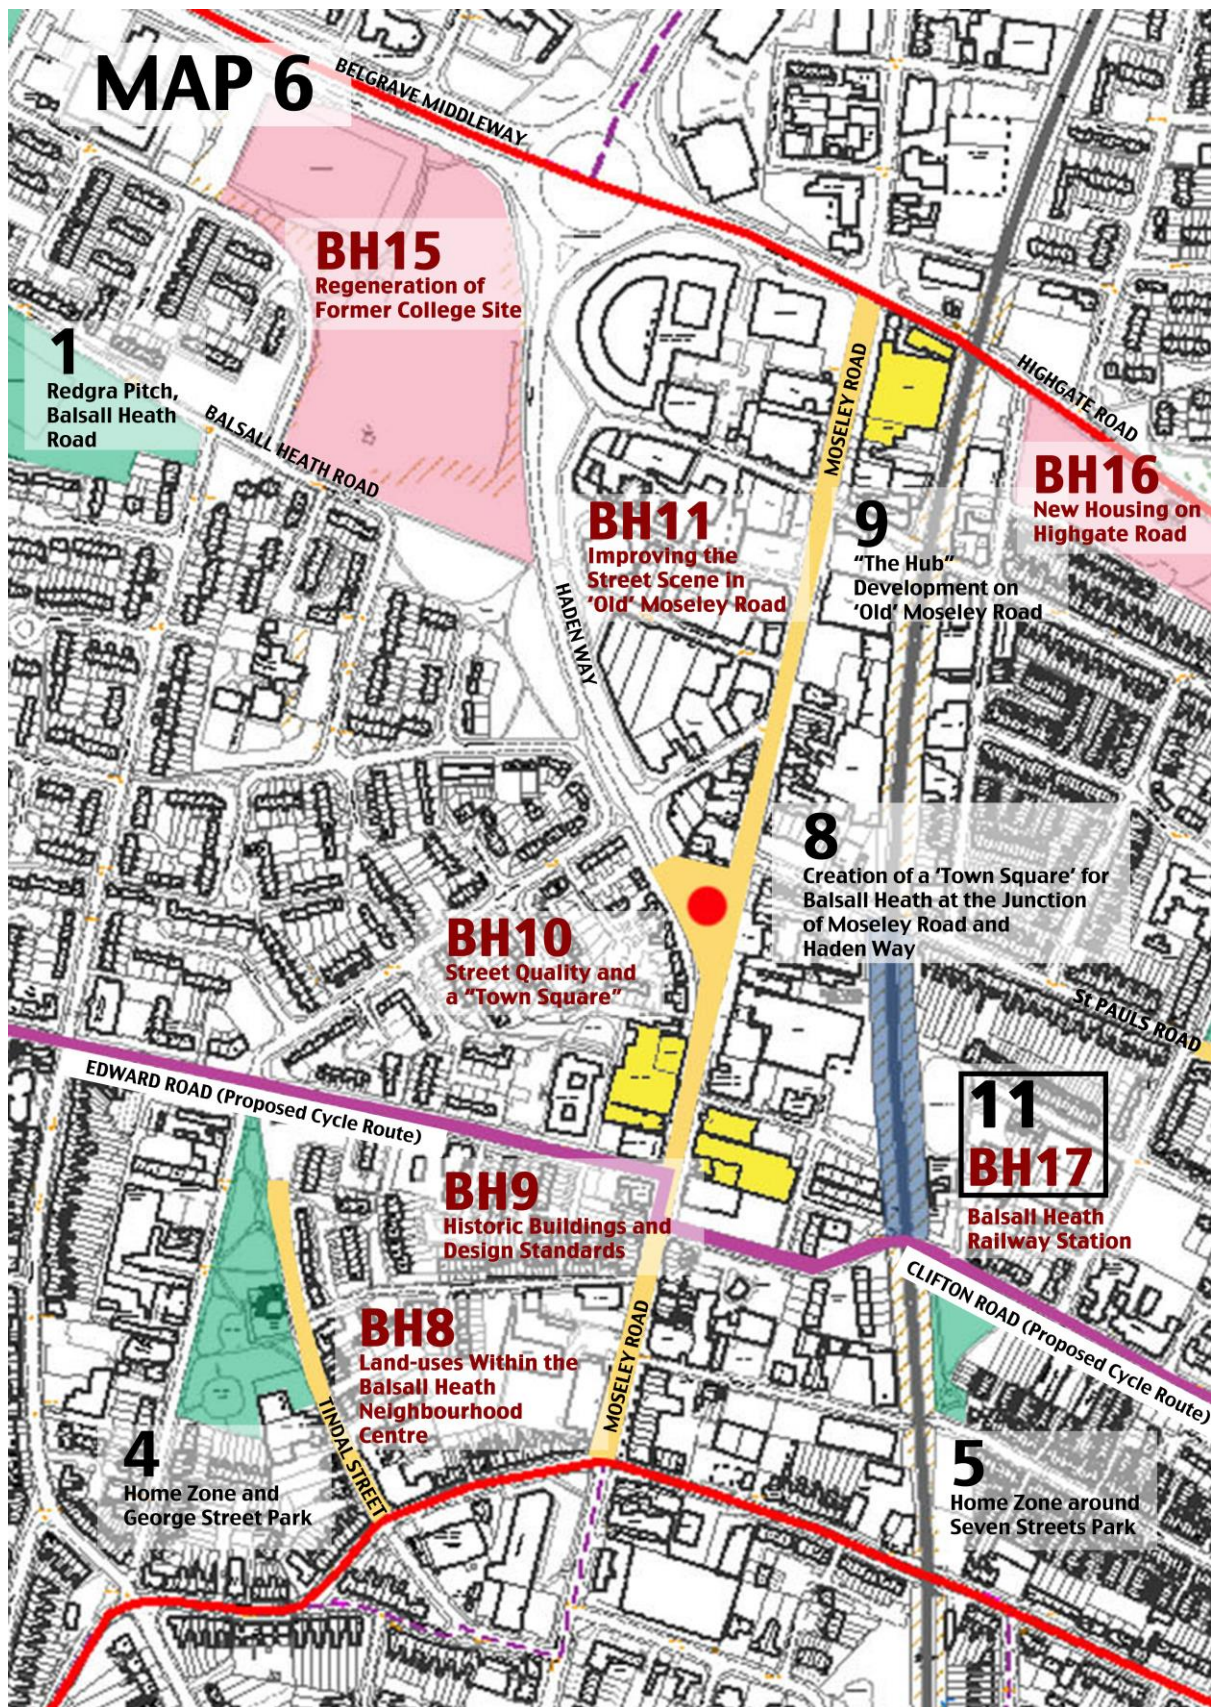 MAP 6
BELGRAVE MIDDLEWAY
BH15
Regeneration of
Former College Site
1
Redgra Pitch,
Balsall Heath
Road
BALSALL HEATH ROAD
MOSELEY ROAD
HIGHGATE ROAD
BH16
New Housing on
Highgate Road
BH11
Improving the
Street Scene in
'Old' Moseley Road
9
“The Hub”
Development on
'Old' Moseley Road
HADEN WAY
8
Creation of a 'Town Square' for
Balsall Heath at the Junction
of Moseley Road and
Haden Way
BH10
Street Quality and
a “Town Square”
St PAULS ROAD
EDWARD ROAD (Proposed Cycle Route)
11
BH17
Balsall Heath
Railway Station
BH9
Historic Buildings and
Design Standards
CLIFTON ROAD (Proposed Cycle Route)
BH8
Land-uses Within the
Balsall Heath
Neighbourhood
Centre
MOSELEY ROAD
TINDAL STREET
4
Home Zone and
George Street Park
5
Home Zone around
Seven Streets Park